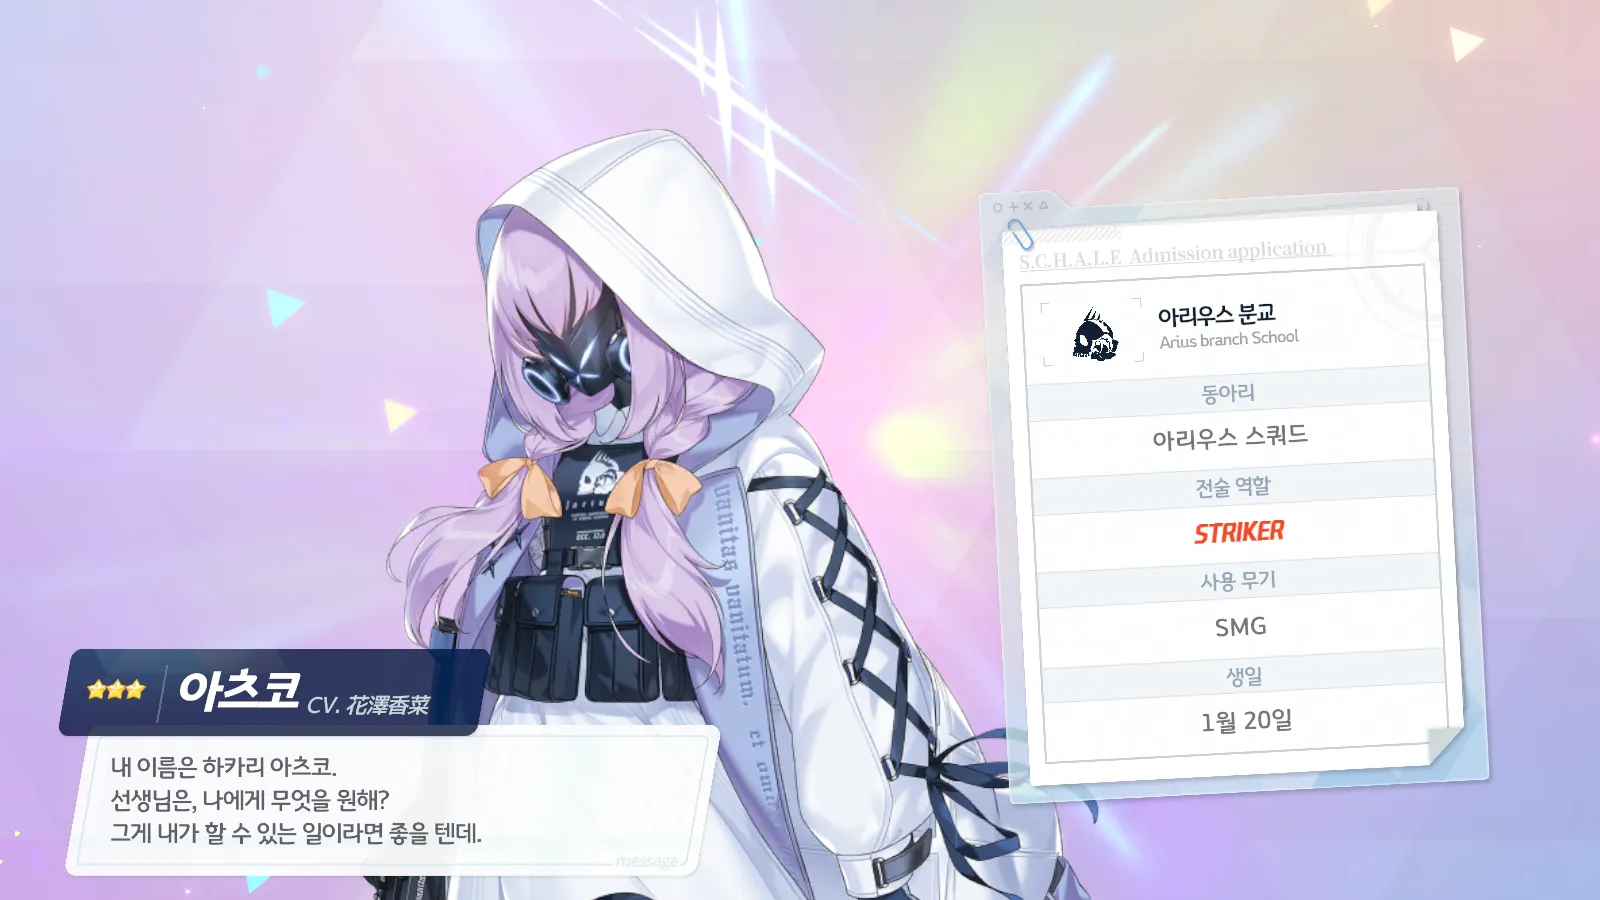 S.C.H.A.L.E Admission application
아리우스 분교
Arius branch School
동아리
아리우스 스쿼드
전술 역할
STRIKER
사용 무기
SMG
생일
1월 20일
vanitas vanitatum.
et omni
아츠코 CV. 花澤香菜
내 이름은 하카리 아츠코.
선생님은, 나에게 무엇을 원해?
그게 내가 할 수 있는 일이라면 좋을 텐데.
message